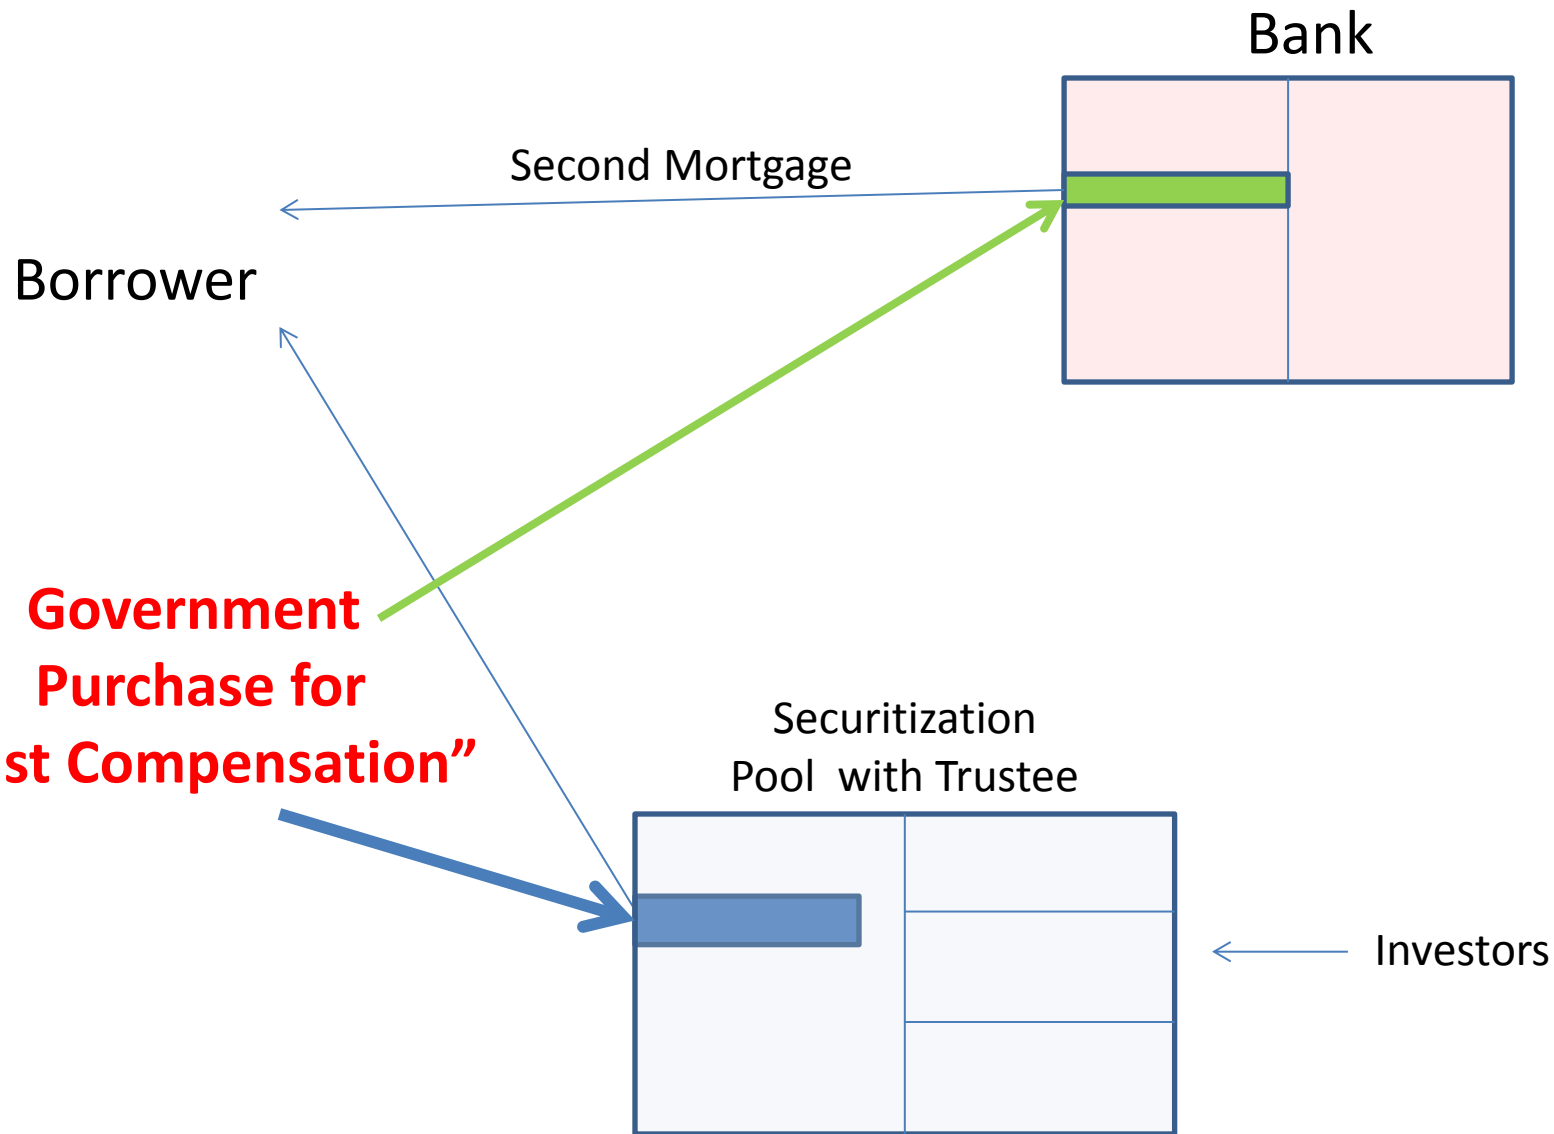 Bank
Second Mortgage
Borrower
Government
Purchase for
st Compensation”
Securitization
Pool with Trustee
Investors